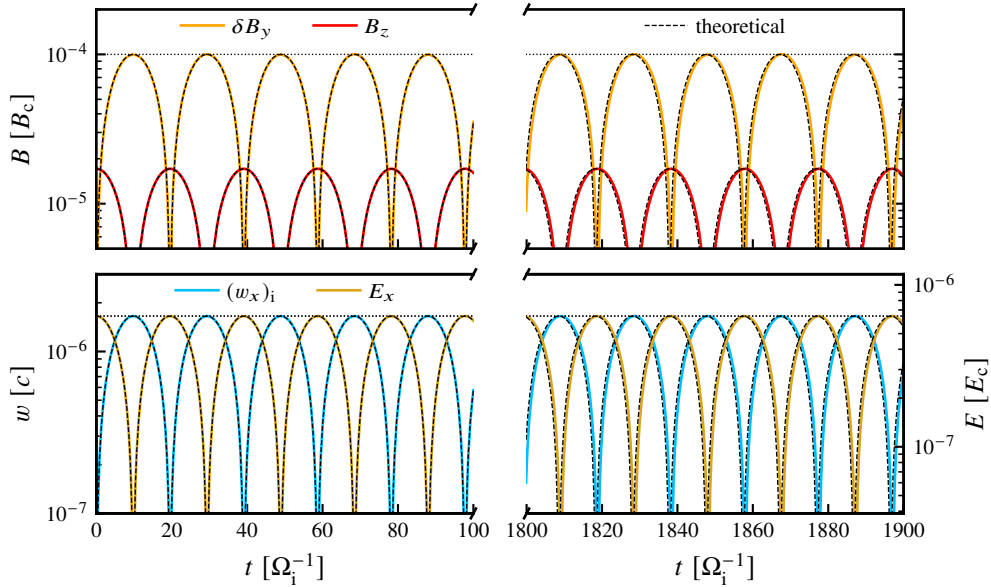 δB_y B_z theoretical
10⁻⁴
10⁻⁵
B [B_c]
(w_x)_i E_x
10⁻⁶
10⁻⁷
w [c]
10⁻⁶
10⁻⁷
E [E_c]
0 20 40 60 80 100 1800 1820 1840 1860 1880 1900
t [Ω_i⁻¹] t [Ω_i⁻¹]